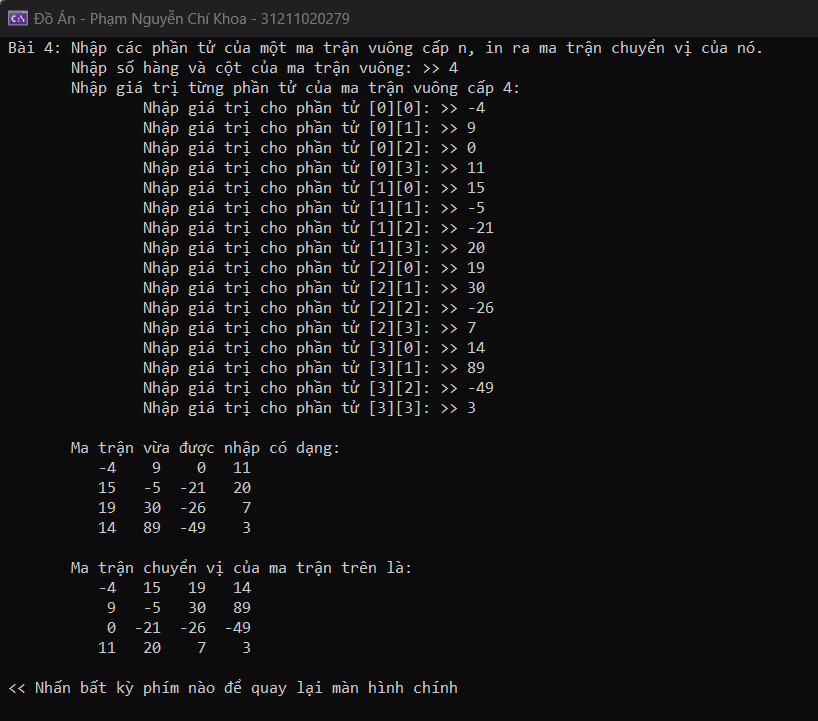 Đồ Án - Phạm Nguyễn Chí Khoa - 31211020279
Bài 4: Nhập các phần tử của một ma trận vuông cấp n, in ra ma trận chuyển vị của nó.
Nhập số hàng và cột của ma trận vuông: >> 4
Nhập giá trị từng phần tử của ma trận vuông cấp 4:
Nhập giá trị cho phần tử [0][0]: >> -4
Nhập giá trị cho phần tử [0][1]: >> 9
Nhập giá trị cho phần tử [0][2]: >> 0
Nhập giá trị cho phần tử [0][3]: >> 11
Nhập giá trị cho phần tử [1][0]: >> 15
Nhập giá trị cho phần tử [1][1]: >> -5
Nhập giá trị cho phần tử [1][2]: >> -21
Nhập giá trị cho phần tử [1][3]: >> 20
Nhập giá trị cho phần tử [2][0]: >> 19
Nhập giá trị cho phần tử [2][1]: >> 30
Nhập giá trị cho phần tử [2][2]: >> -26
Nhập giá trị cho phần tử [2][3]: >> 7
Nhập giá trị cho phần tử [3][0]: >> 14
Nhập giá trị cho phần tử [3][1]: >> 89
Nhập giá trị cho phần tử [3][2]: >> -49
Nhập giá trị cho phần tử [3][3]: >> 3
Ma trận vừa được nhập có dạng:
-4 9 0 11
15 -5 -21 20
19 30 -26 7
14 89 -49 3
Ma trận chuyển vị của ma trận trên là:
-4 15 19 14
9 -5 30 89
0 -21 -26 -49
11 20 7 3
<< Nhấn bất kỳ phím nào để quay lại màn hình chính